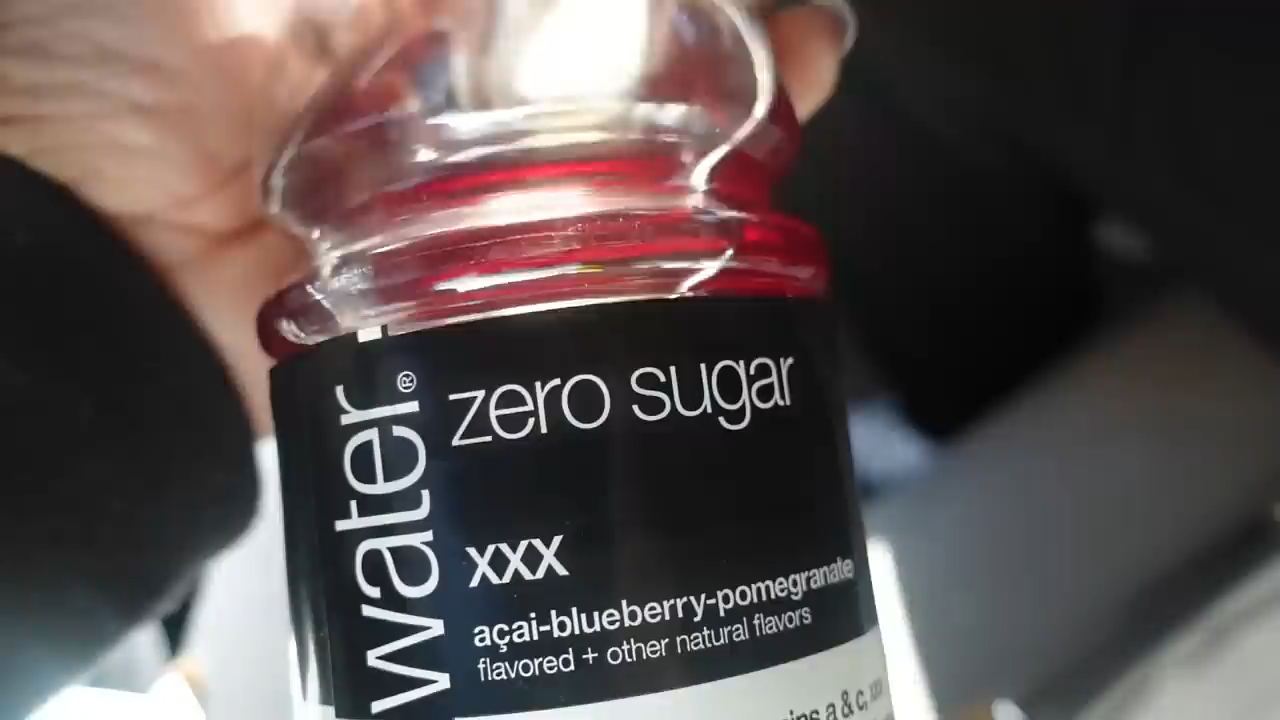 water®
zero sugar
xxx
açai-blueberry-pomegranate
flavored + other natural flavors
a & c,